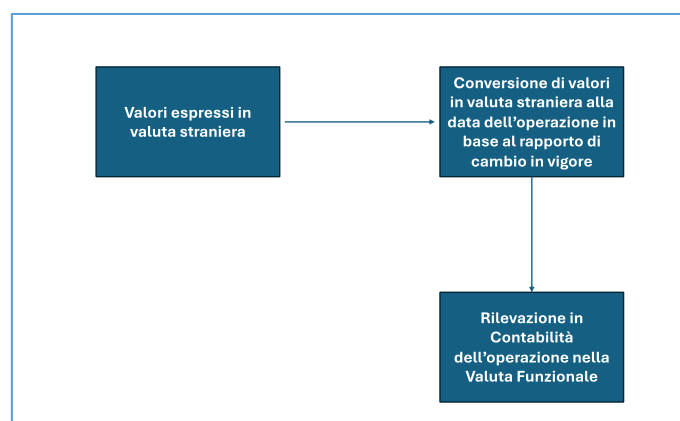 Valori espressi in
valuta straniera
Conversione di valori
in valuta straniera alla
data dell’operazione in
base al rapporto di
cambio in vigore
Rilevazione in
Contabilità
dell’operazione nella
Valuta Funzionale